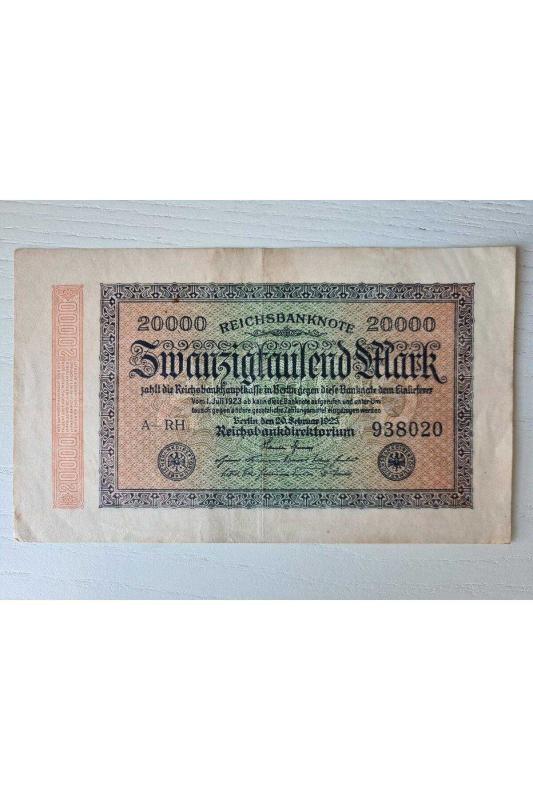 20000 REICHSBANKNOTE 20000
Zwanzigtausend Mark
zahlt die Reichsbankhauptkasse in Berlin gegen diese Banknote dem Einlieferer
Vom 1. Juli 1923 ab kann diese Banknote aufgerufen und unter Um-
tausch gegen andere gesetzliche Zahlungsmittel eingezogen werden
Berlin, den 20. Februar 1923
A-RH Reichsbankdirektorium 938020
20000 20000